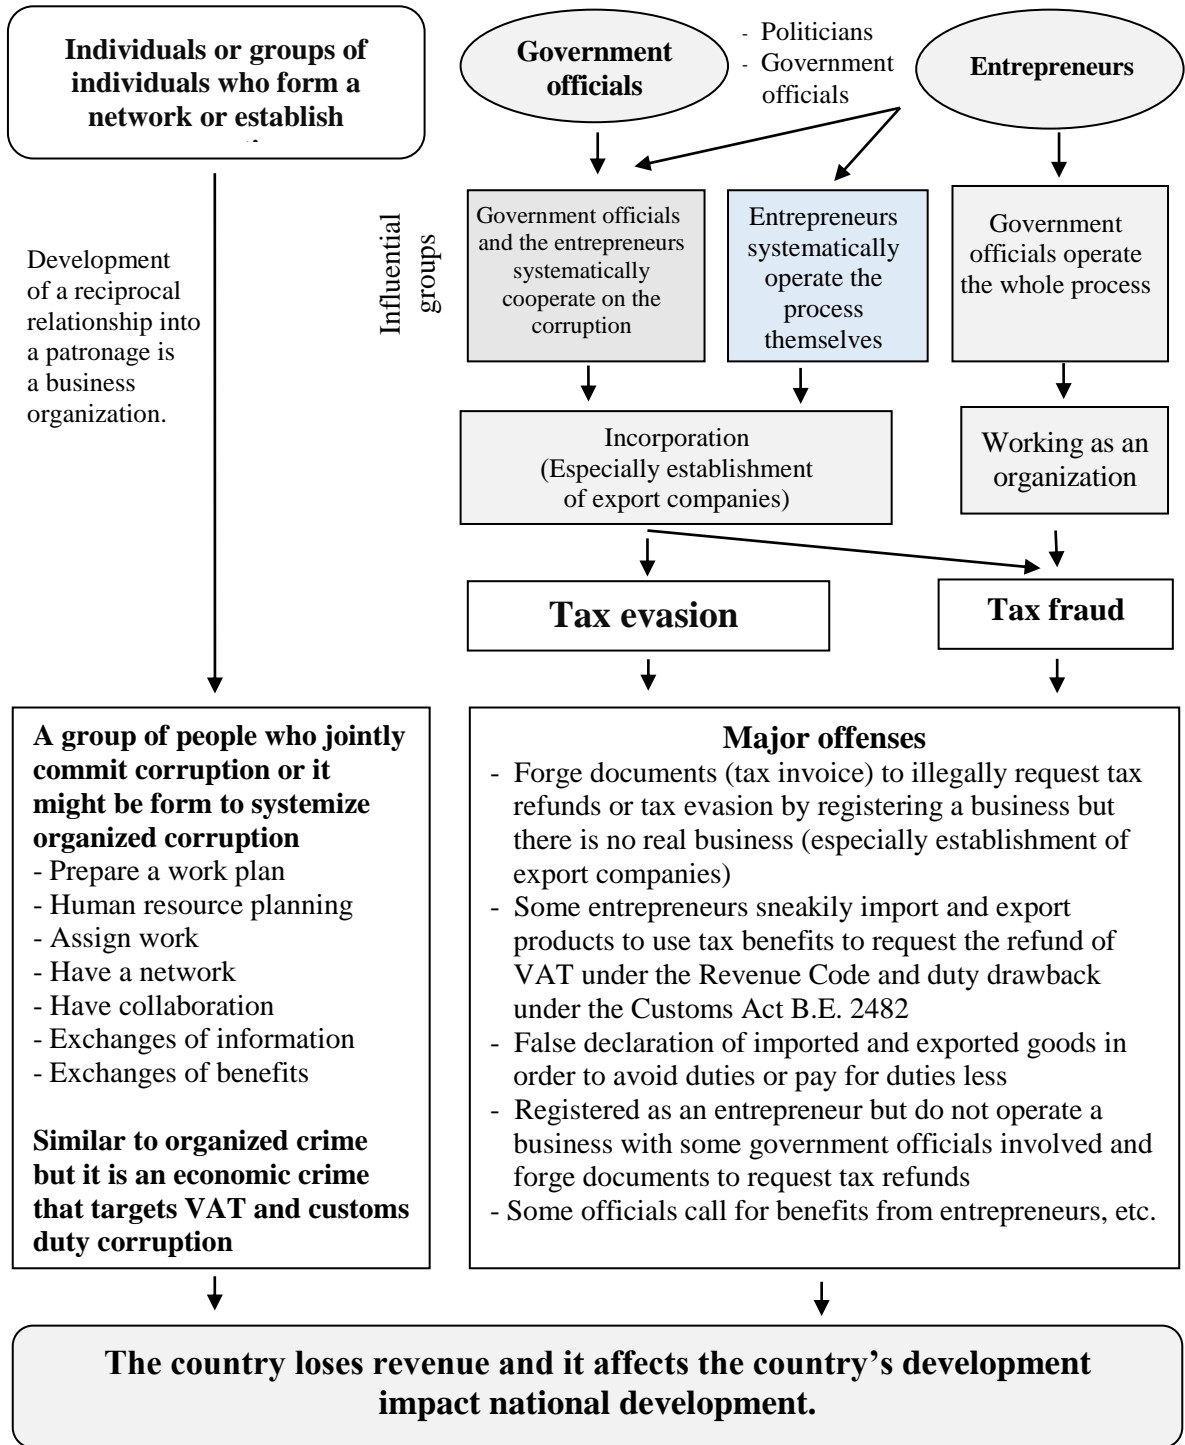 Individuals or groups of
individuals who form a
network or establish
Government
officials
- Politicians
- Government
officials
Entrepreneurs
Development
of a reciprocal
relationship into
a patronage is
a business
organization.
Influential
groups
Government officials
and the entrepreneurs
systematically
cooperate on the
corruption
Entrepreneurs
systematically
operate the
process
themselves
Government
officials operate
the whole process
Incorporation
(Especially establishment
of export companies)
Working as an
organization
Tax evasion
Tax fraud
A group of people who jointly
commit corruption or it
might be form to systemize
organized corruption
- Prepare a work plan
- Human resource planning
- Assign work
- Have a network
- Have collaboration
- Exchanges of information
- Exchanges of benefits
Similar to organized crime
but it is an economic crime
that targets VAT and customs
duty corruption
Major offenses
- Forge documents (tax invoice) to illegally request tax
refunds or tax evasion by registering a business but
there is no real business (especially establishment of
export companies)
- Some entrepreneurs sneakily import and export
products to use tax benefits to request the refund of
VAT under the Revenue Code and duty drawback
under the Customs Act B.E. 2482
- False declaration of imported and exported goods in
order to avoid duties or pay for duties less
- Registered as an entrepreneur but do not operate a
business with some government officials involved and
forge documents to request tax refunds
- Some officials call for benefits from entrepreneurs, etc.
The country loses revenue and it affects the country’s development
impact national development.